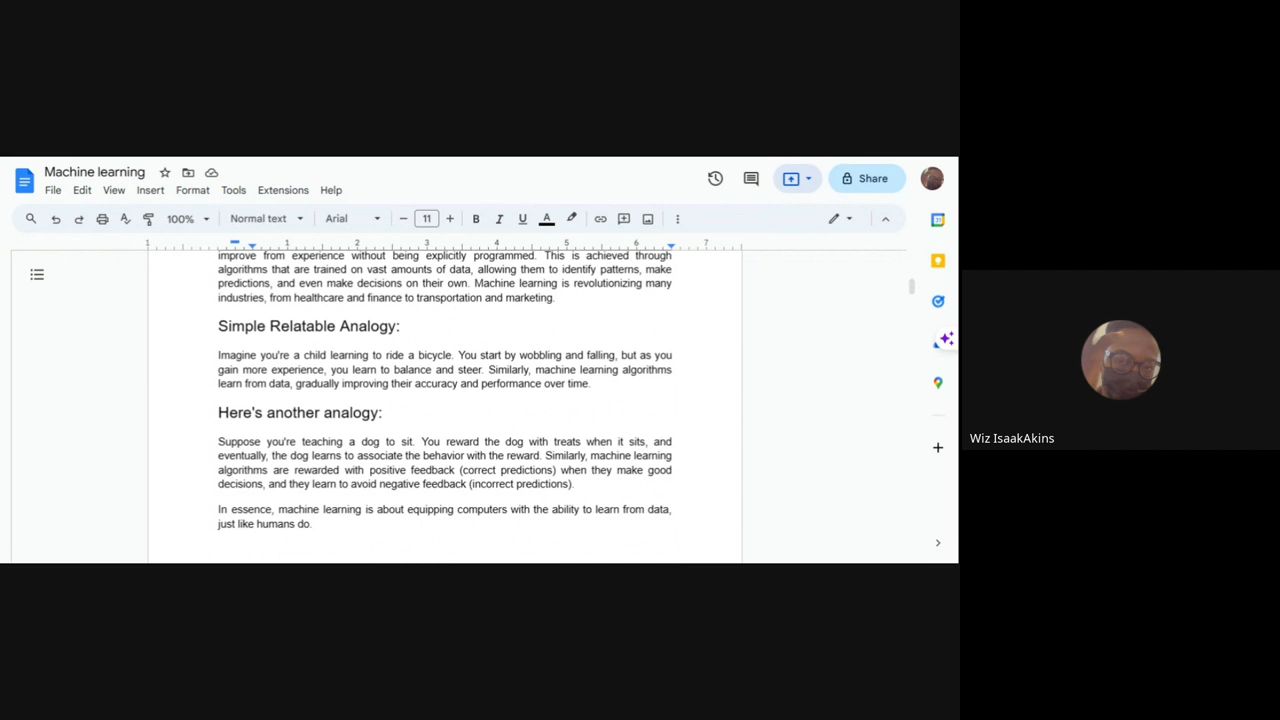 Machine learning
File Edit View Insert Format Tools Extensions Help
Share
100% Normal text Arial 11 B I U A
1 1 2 3 4 5 6 7
improve from experience without being explicitly programmed. This is achieved through
algorithms that are trained on vast amounts of data, allowing them to identify patterns, make
predictions, and even make decisions on their own. Machine learning is revolutionizing many
industries, from healthcare and finance to transportation and marketing.
Simple Relatable Analogy:
Imagine you're a child learning to ride a bicycle. You start by wobbling and falling, but as you
gain more experience, you learn to balance and steer. Similarly, machine learning algorithms
learn from data, gradually improving their accuracy and performance over time.
Here's another analogy:
Suppose you're teaching a dog to sit. You reward the dog with treats when it sits, and
eventually, the dog learns to associate the behavior with the reward. Similarly, machine learning
algorithms are rewarded with positive feedback (correct predictions) when they make good
decisions, and they learn to avoid negative feedback (incorrect predictions).
In essence, machine learning is about equipping computers with the ability to learn from data,
just like humans do.
Wiz IsaakAkins